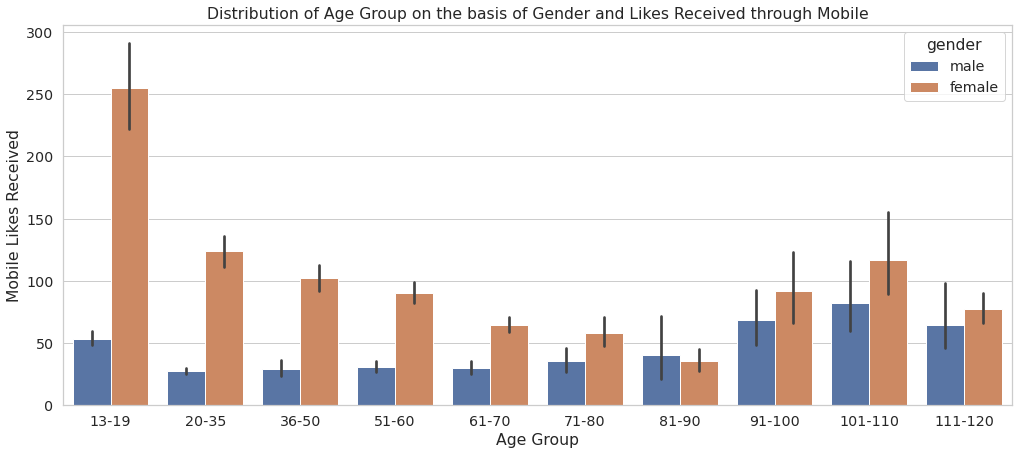 Distribution of Age Group on the basis of Gender and Likes Received through Mobile
300
250
200
150
100
50
0
Mobile Likes Received
gender
male
female
13-19 20-35 36-50 51-60 61-70 71-80 81-90 91-100 101-110 111-120
Age Group